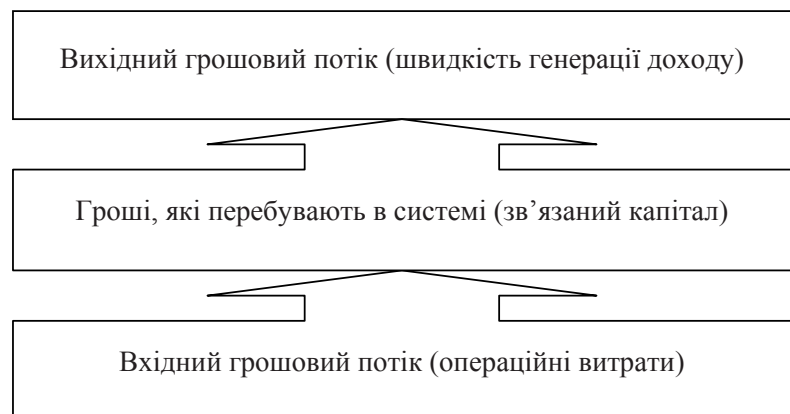 Вихідний грошовий потік (швидкість генерації доходу)
Гроші, які перебувають в системі (зв’язаний капітал)
Вхідний грошовий потік (операційні витрати)